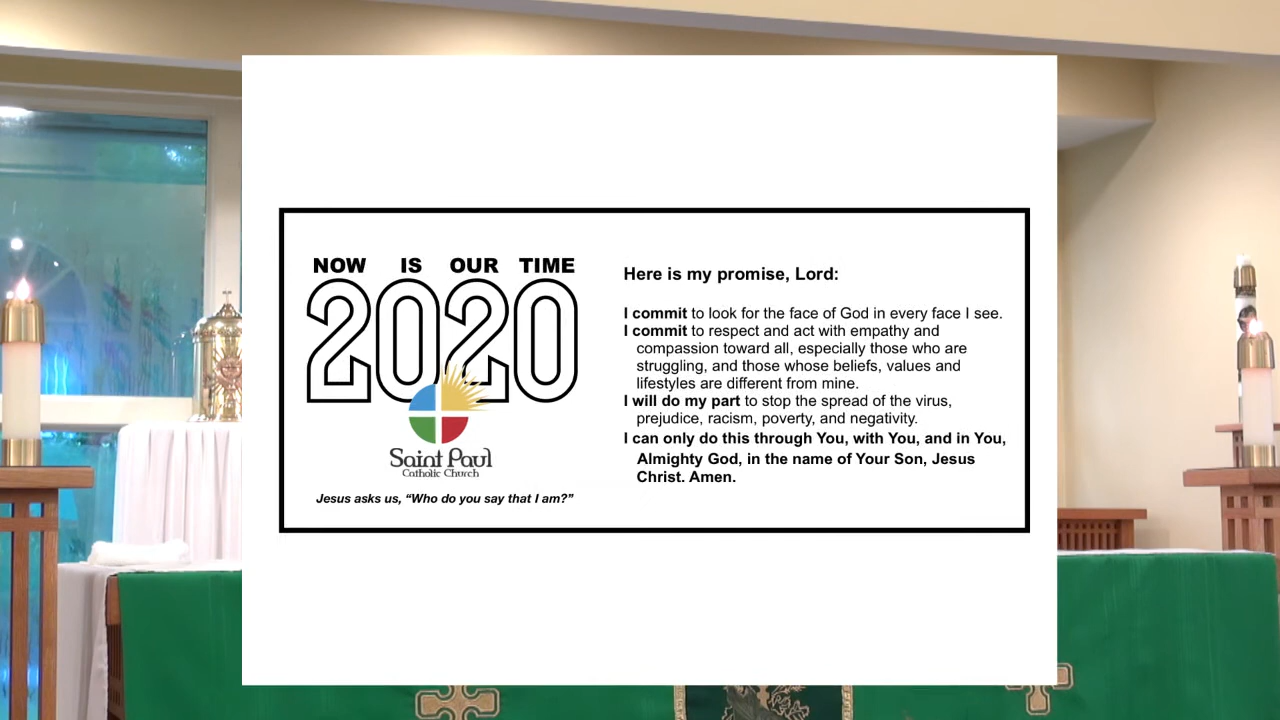 NOW IS OUR TIME
2020
Saint Paul
Catholic Church
Jesus asks us, “Who do you say that I am?”
Here is my promise, Lord:
I commit to look for the face of God in every face I see.
I commit to respect and act with empathy and
compassion toward all, especially those who are
struggling, and those whose beliefs, values and
lifestyles are different from mine.
I will do my part to stop the spread of the virus,
prejudice, racism, poverty, and negativity.
I can only do this through You, with You, and in You,
Almighty God, in the name of Your Son, Jesus
Christ. Amen.